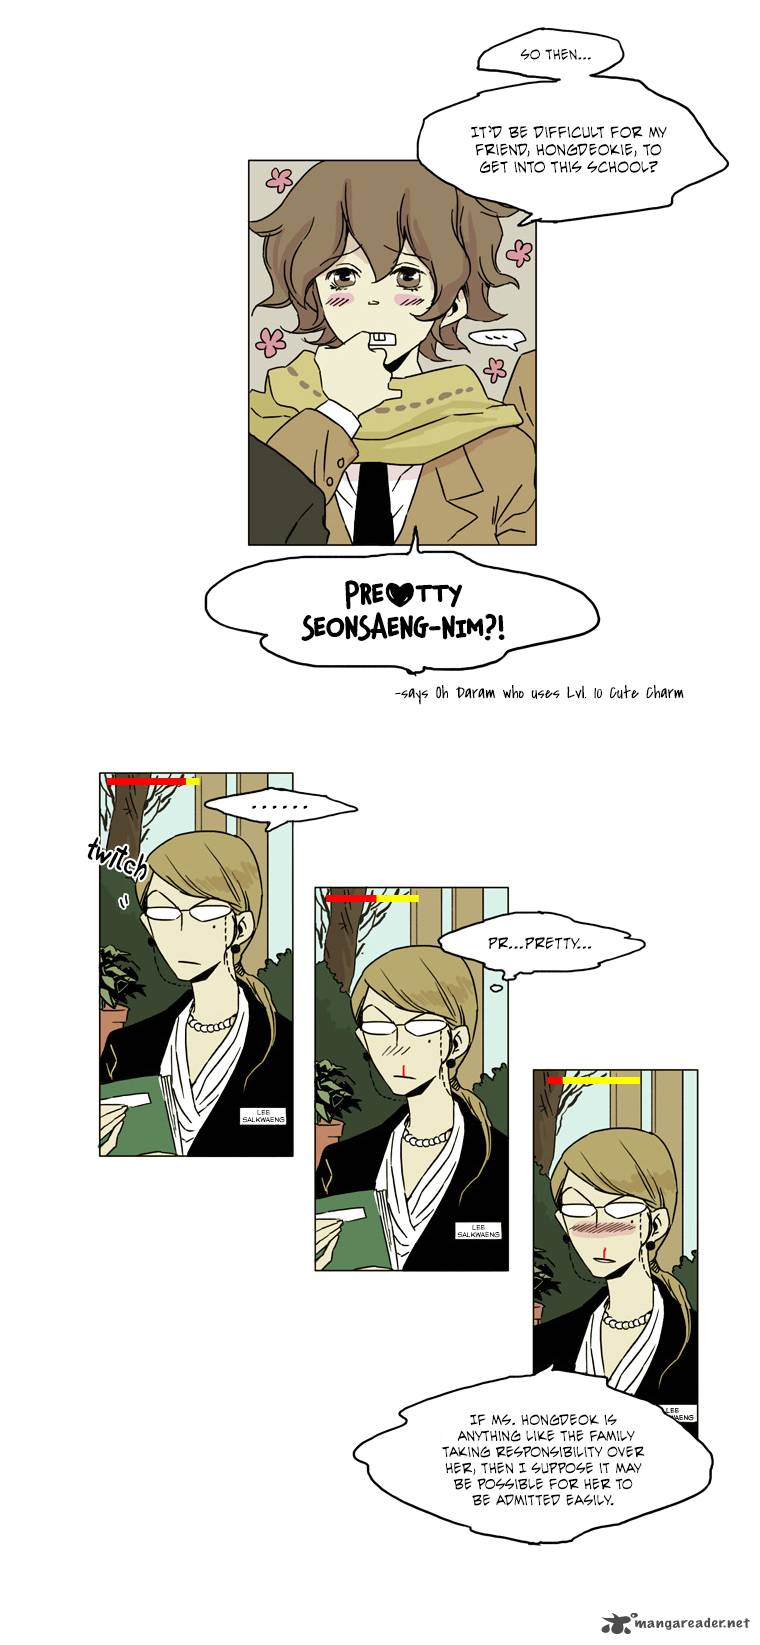 SO THEN...
IT'D BE DIFFICULT FOR MY
FRIEND, HONGDEOKIE, TO
GET INTO THIS SCHOOL?
....
PRE♥TTY
SEONSAENG-NIM?!
-says Oh Daram who uses Lvl. 10 Cute Charm
......
twitch
LEE
SALKWAENG
PR...PRETTY...
LEE
SALKWAENG
LEE
WAENG
IF MS. HONGDEOK IS
ANYTHING LIKE THE FAMILY
TAKING RESPONSIBILITY OVER
HER, THEN I SUPPOSE IT MAY
BE POSSIBLE FOR HER TO
BE ADMITTED EASILY.
mangareader.net